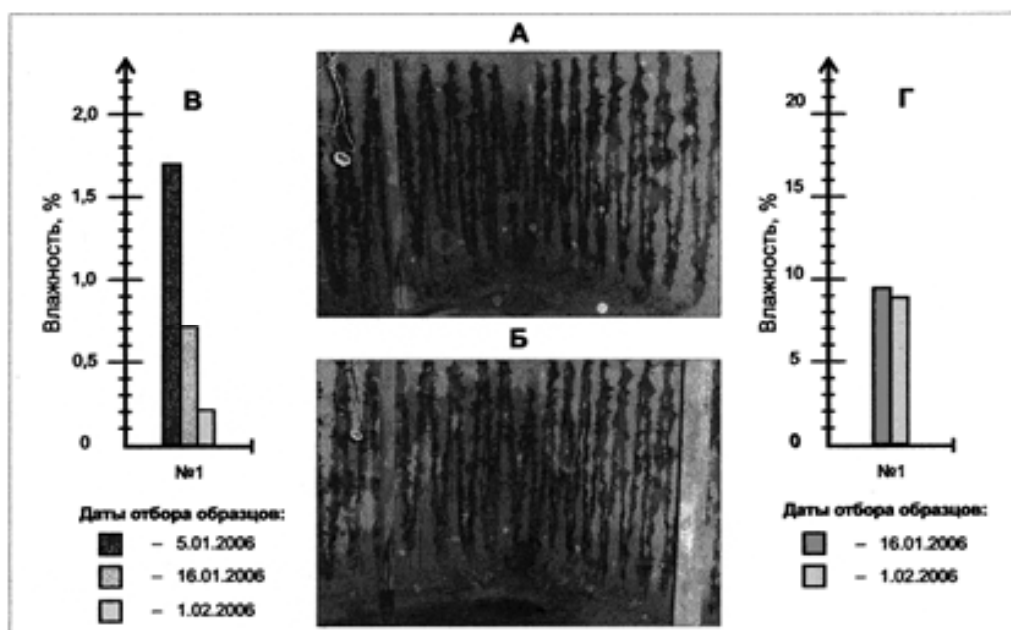 А
В
2,0
1,5
1,0
0,5
0
Влажность, %
№1
Даты отбора образцов:
– 5.01.2006
– 16.01.2006
– 1.02.2006
Б
Г
20
15
10
5
0
Влажность, %
№1
Даты отбора образцов:
– 16.01.2006
– 1.02.2006